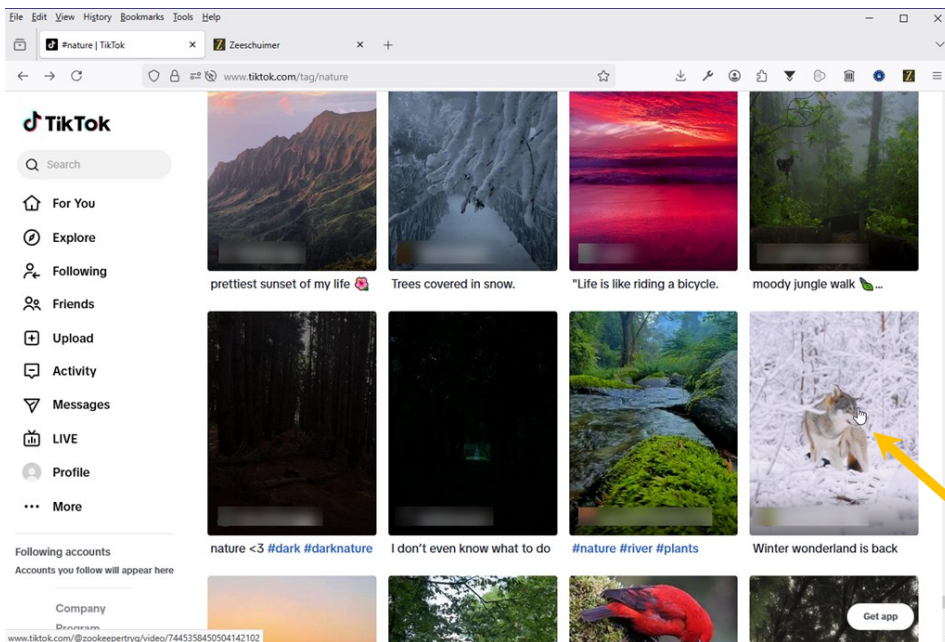 File Edit View History Bookmarks Tools Help
#nature | TikTok
Zeeschuimer
www.tiktok.com/tag/nature
TikTok
Search
For You
Explore
Following
Friends
Upload
Activity
Messages
LIVE
Profile
More
Following accounts
Accounts you follow will appear here
Company
Program
prettiest sunset of my life 🌺
Trees covered in snow.
"Life is like riding a bicycle.
moody jungle walk 🍃...
nature <3 #dark #darknature
I don't even know what to do
#nature #river #plants
Winter wonderland is back
Get app
www.tiktok.com/@zookeepertryg/video/7445358450504142102